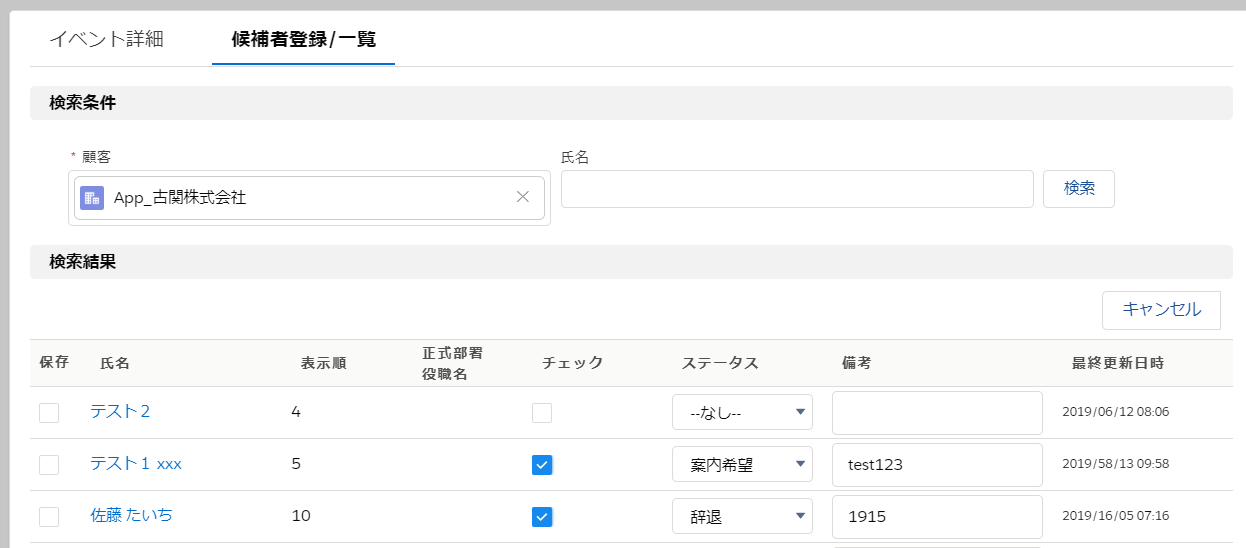 イベント詳細 候補者登録/一覧
検索条件
* 顧客 氏名
App_古関株式会社 検索
検索結果
キャンセル
保存 氏名 表示順 正式部署 役職名 チェック ステータス 備考 最終更新日時
テスト2 4 --なし-- 2019/06/12 08:06
テスト1 xxx 5 案内希望 test123 2019/58/13 09:58
佐藤 たいち 10 辞退 1915 2019/16/05 07:16